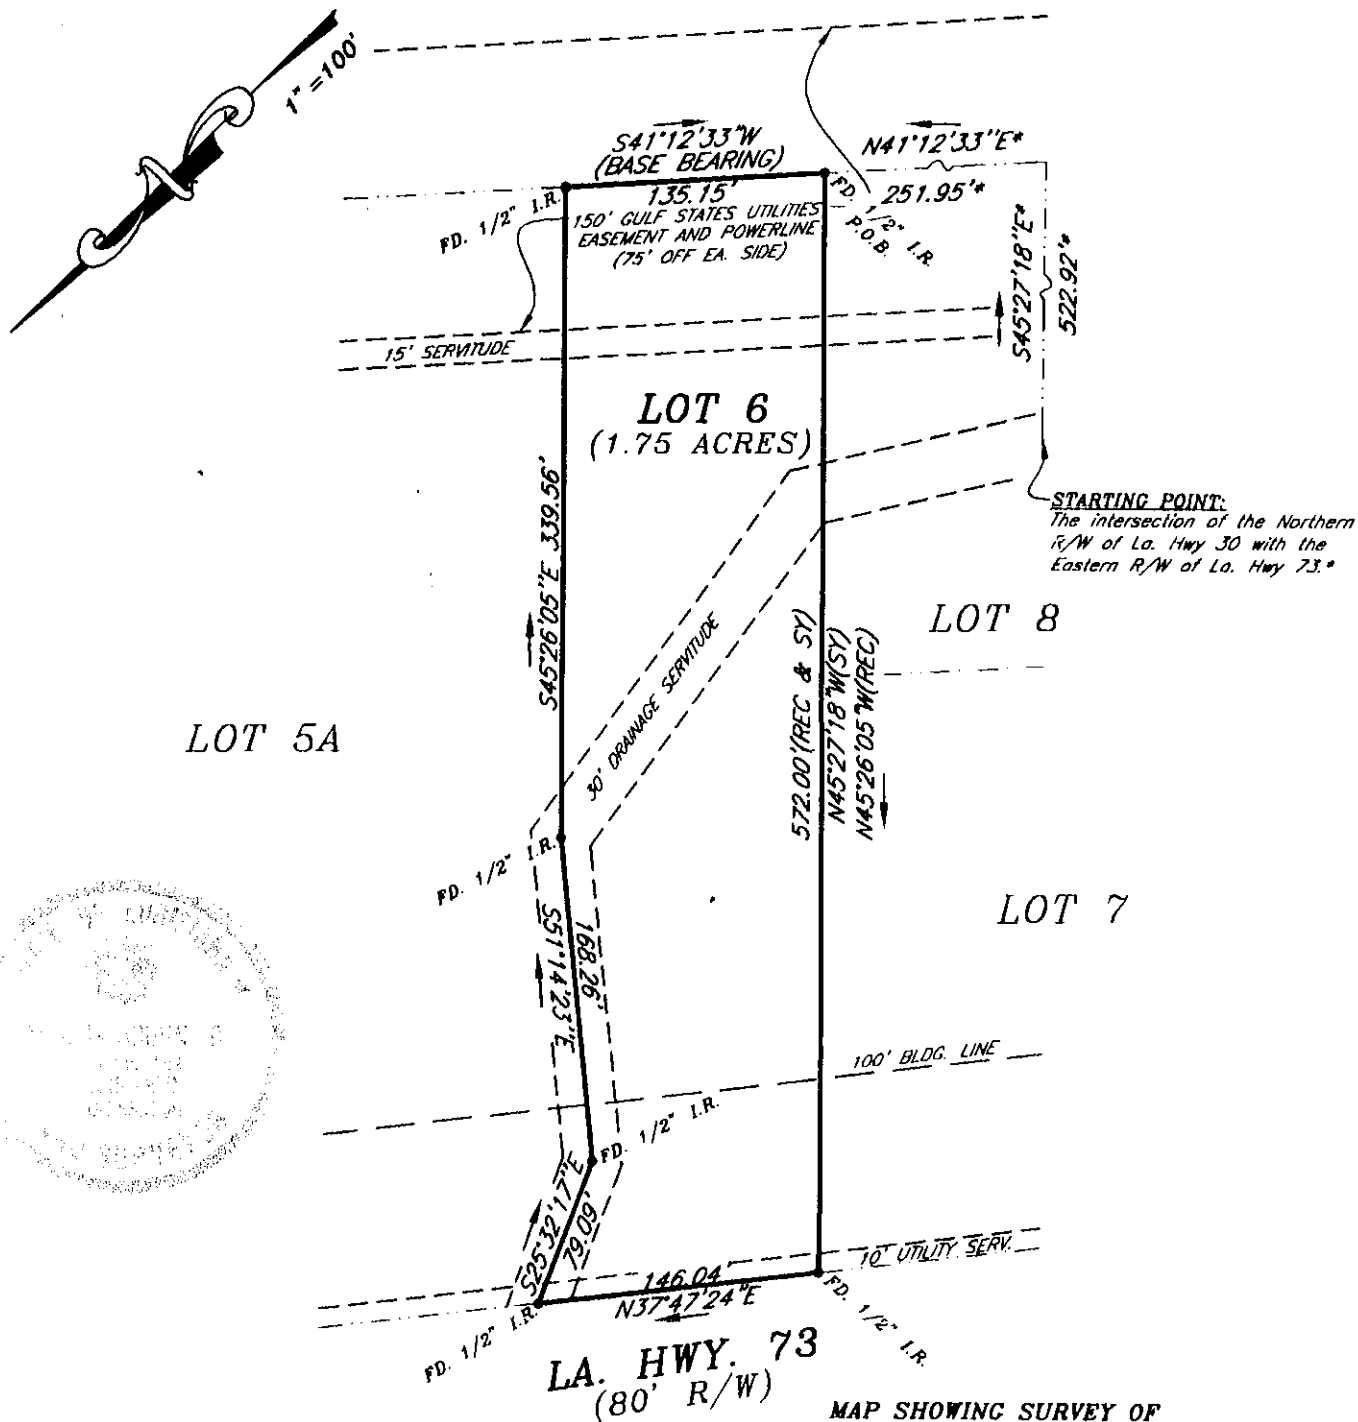 1"=100'
S41°12'33"W
(BASE BEARING)
135.15'
N41°12'33"E*
251.95'*
FD. 1/2" I.R.
FD. 1/2" I.R.
P.O.B.
150' GULF STATES UTILITIES
EASEMENT AND POWERLINE
(75' OFF EA. SIDE)
S45°27'18"E*
522.92'*
15' SERVITUDE
LOT 6
(1.75 ACRES)
STARTING POINT:
The intersection of the Northern
R/W of La. Hwy 30 with the
Eastern R/W of La. Hwy 73.*
S45°26'05"E 339.56'
30' DRAINAGE SERVITUDE
572.00'(REC & SY)
N45°27'18"W(SY)
N45°26'05"W(REC)
LOT 8
LOT 5A
FD. 1/2" I.R.
LOT 7
S51°14'23"E
168.26'
100' BLDG. LINE
FD. 1/2" I.R.
S25°32'17"E
79.09'
10' UTILITY SERV.
146.04'
N37°47'24"E
FD. 1/2" I.R.
FD. 1/2" I.R.
LA. HWY. 73
(80' R/W)
MAP SHOWING SURVEY OF